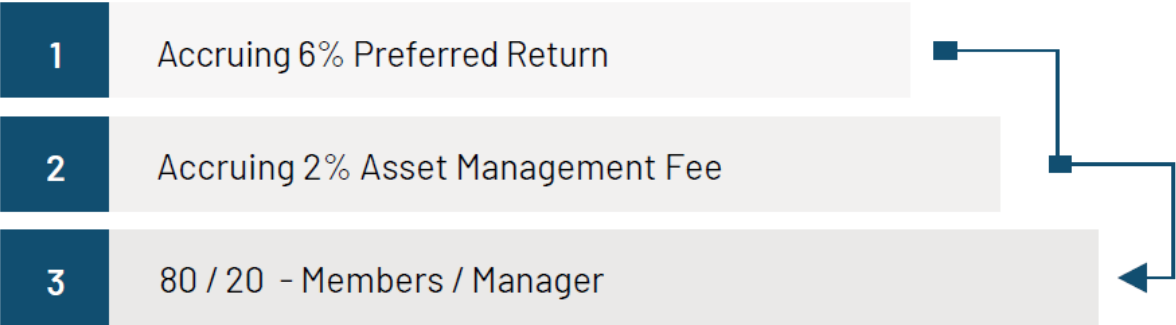 1 Accruing 6% Preferred Return
2 Accruing 2% Asset Management Fee
3 80 / 20 - Members / Manager